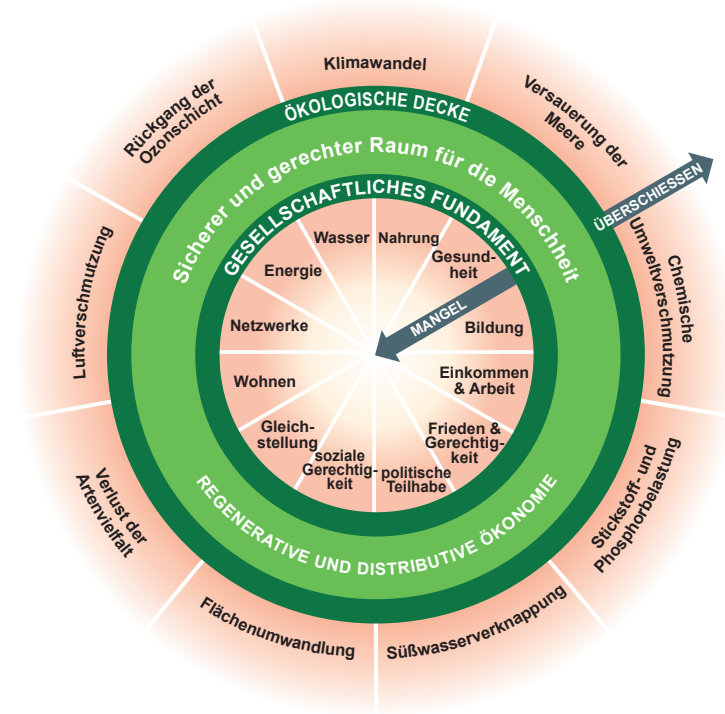 Klimawandel
Versauerung der
Meere
Chemische
Umweltverschmutzung
Stickstoff- und
Phosphorbelastung
Süßwasserverknappung
Flächenumwandlung
Verlust der
Artenvielfalt
Luftverschmutzung
Rückgang der
Ozonschicht
ÖKOLOGISCHE DECKE
ÜBERSCHIESSEN
Sicherer und gerechter Raum für die Menschheit
GESELLSCHAFTLICHES FUNDAMENT
Wasser
Nahrung
Gesund-
heit
MANGEL
Bildung
Einkommen
& Arbeit
Frieden &
Gerechtig-
keit
politische
Teilhabe
soziale
Gerechtig-
keit
Gleich-
stellung
Wohnen
Netzwerke
Energie
REGENERATIVE UND DISTRIBUTIVE ÖKONOMIE